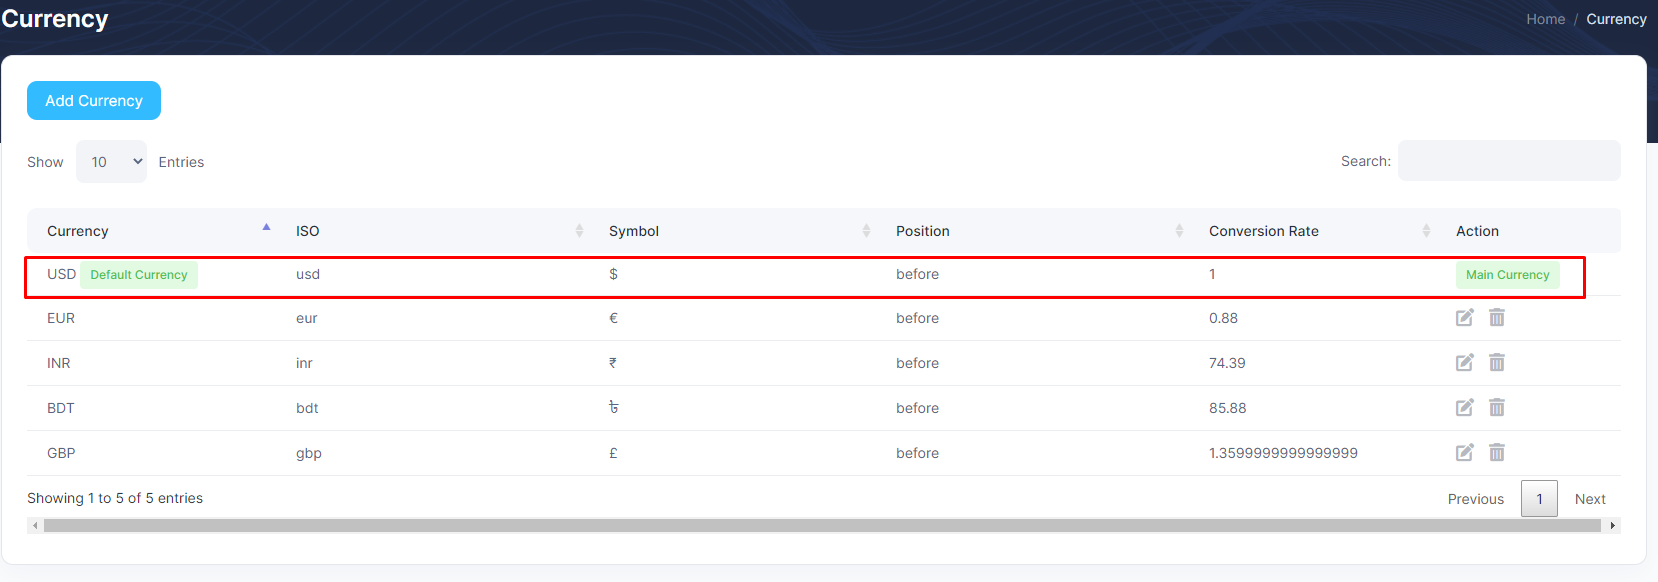 Currency
Home / Currency
Add Currency
Show 10 Entries Search:
Currency ISO Symbol Position Conversion Rate Action
USD Default Currency usd $ before 1 Main Currency
EUR eur € before 0.88
INR inr ₹ before 74.39
BDT bdt ৳ before 85.88
GBP gbp £ before 1.3599999999999999
Showing 1 to 5 of 5 entries Previous 1 Next